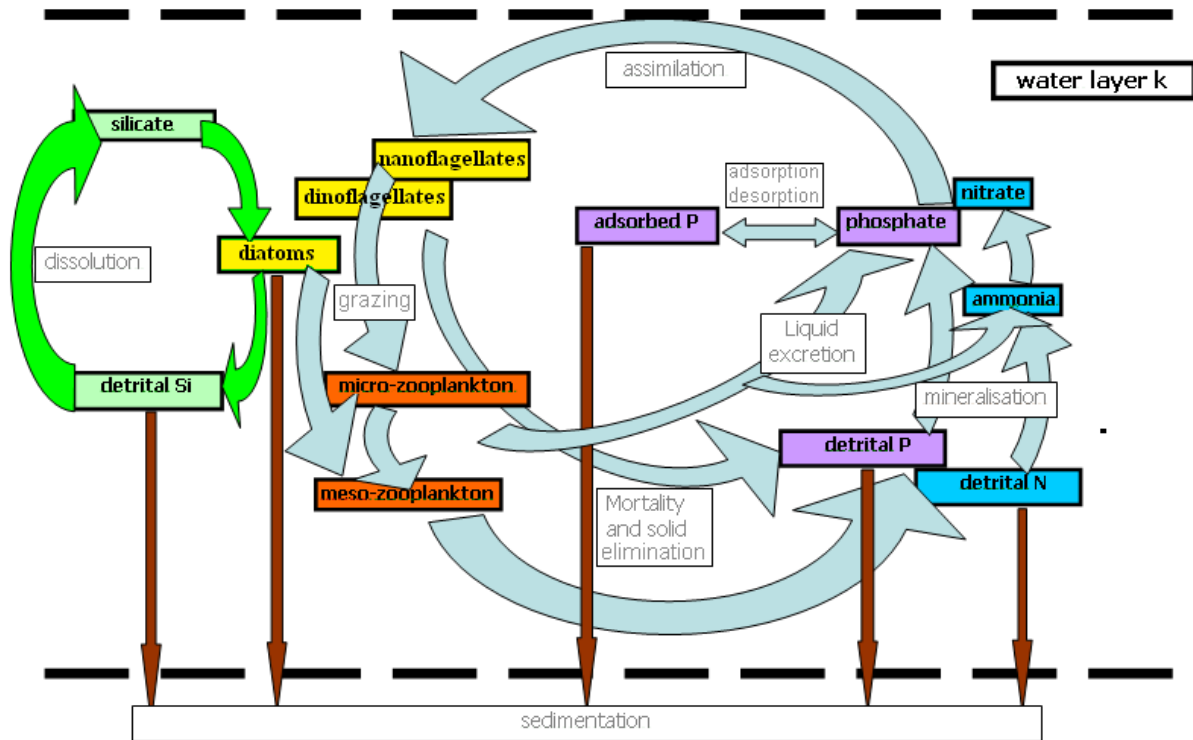 assimilation
water layer k
silicate
nanoflagellates
adsorption
desorption
nitrate
dinoflagellates
adsorbed P
phosphate
diatoms
dissolution
grazing
ammonia
Liquid
excretion
detrital Si
micro-zooplankton
mineralisation
detrital P
meso-zooplankton
detrital N
Mortality
and solid
elimination
sedimentation